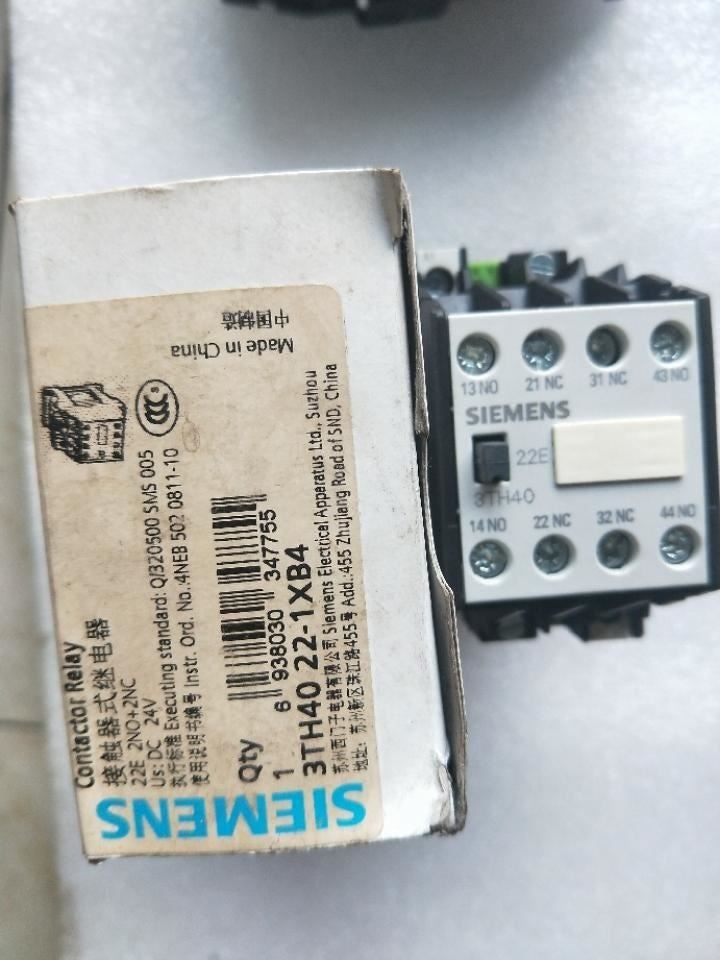 SIEMENS
Contactor Relay
接触器式继电器
22E 2NO+2NC
Us: DC 24V
执行标准 Executing standard: Q/320500 SMS 005
使用说明书编号 Instr. Ord. No.:4NEB 502 0811-10
CCC
Qty
1
6 938030 347755
3TH40 22-1XB4
苏州西门子电器有限公司 Siemens Electrical Apparatus Ltd., Suzhou
地址: 苏州新区珠江路455号 Add.:455 Zhujiang Road of SND, China
中国制造
Made in China
13 NO 21 NC 31 NC 43 NO
SIEMENS
22E
3TH40
14 NO 22 NC 32 NC 44 NO